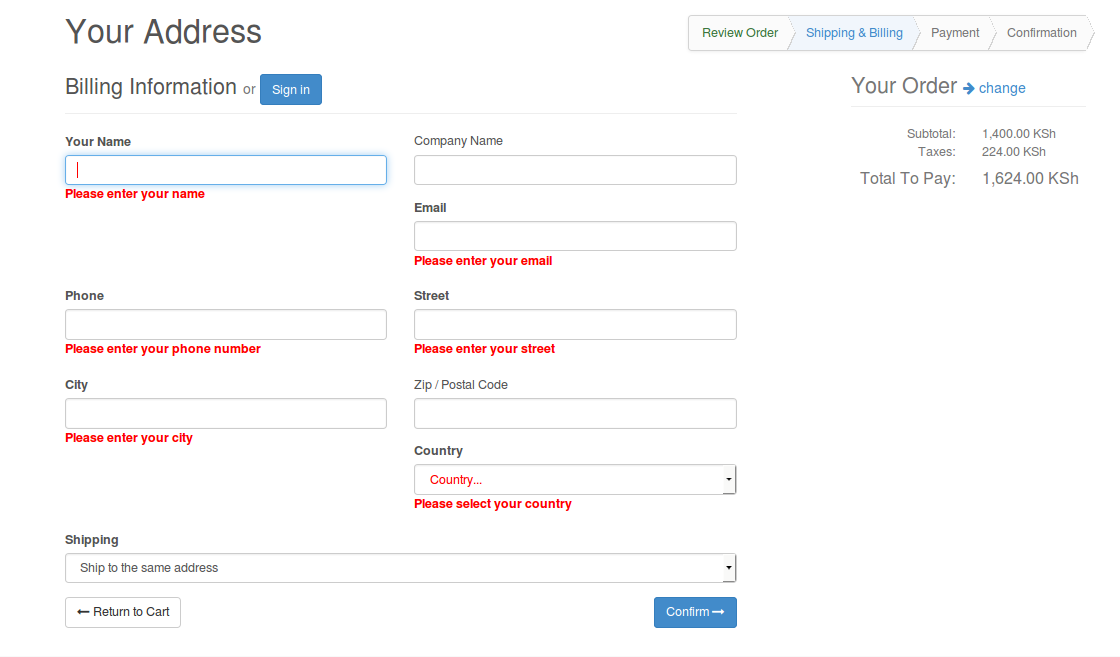 Your Address
Review Order Shipping & Billing Payment Confirmation
Billing Information or Sign in
Your Order change
Your Name
Company Name
Please enter your name
Email
Please enter your email
Phone
Street
Please enter your phone number
Please enter your street
City
Zip / Postal Code
Please enter your city
Country
Country...
Please select your country
Shipping
Ship to the same address
Return to Cart
Confirm
Subtotal: 1,400.00 KSh
Taxes: 224.00 KSh
Total To Pay: 1,624.00 KSh